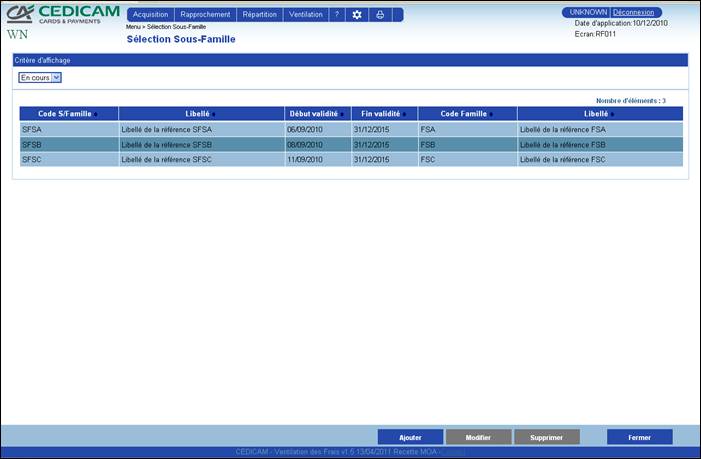 CEDICAM
CARDS & PAYMENTS
WN
Acquisition Rapprochement Répartition Ventilation ?
UNKNOWN Déconnexion
Menu > Sélection Sous-Famille
Date d'application:10/12/2010
Sélection Sous-Famille
Ecran:RF011
Critère d'affichage
En cours
Nombre d'éléments : 3
Code S/Famille Libellé Début validité Fin validité Code Famille Libellé
SFSA Libellé de la référence SFSA 06/09/2010 31/12/2015 FSA Libellé de la référence FSA
SFSB Libellé de la référence SFSB 08/09/2010 31/12/2015 FSB Libellé de la référence FSB
SFSC Libellé de la référence SFSC 11/09/2010 31/12/2015 FSC Libellé de la référence FSC
Ajouter Modifier Supprimer Fermer
CEDICAM - Ventilation des Frais v1.6 13/04/2011 Recette MOA -